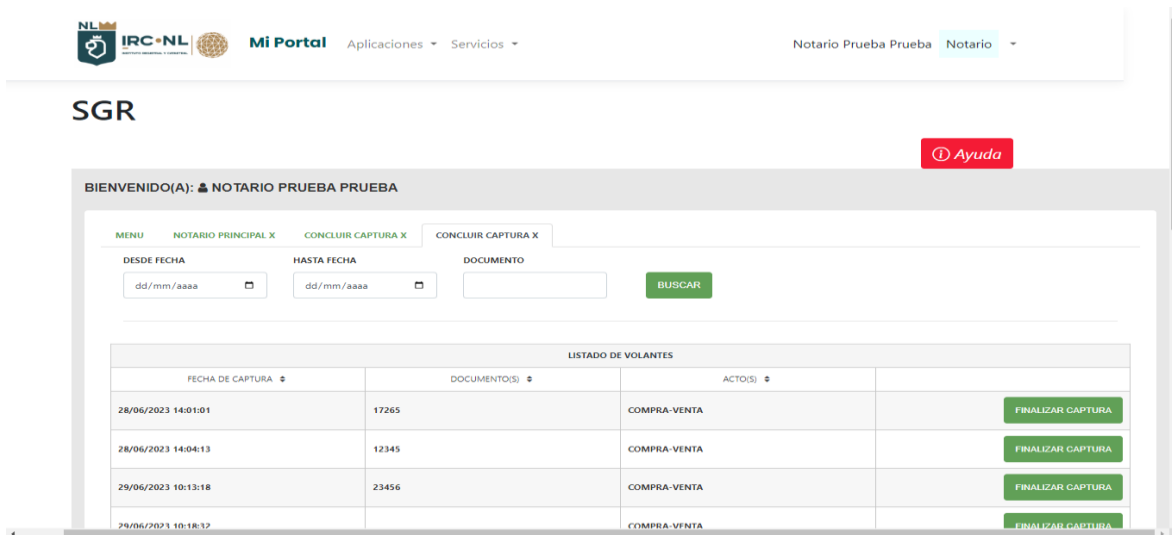 NL
IRC•NL
Mi Portal Aplicaciones Servicios Notario Prueba Prueba Notario
SGR
Ayuda
BIENVENIDO(A): NOTARIO PRUEBA PRUEBA
MENU NOTARIO PRINCIPAL X CONCLUIR CAPTURA X CONCLUIR CAPTURA X
DESDE FECHA HASTA FECHA DOCUMENTO
dd/mm/aaaa dd/mm/aaaa BUSCAR
LISTADO DE VOLANTES
FECHA DE CAPTURA DOCUMENTO(S) ACTO(S)
28/06/2023 14:01:01 17265 COMPRA-VENTA FINALIZAR CAPTURA
28/06/2023 14:04:13 12345 COMPRA-VENTA FINALIZAR CAPTURA
29/06/2023 10:13:18 23456 COMPRA-VENTA FINALIZAR CAPTURA
29/06/2023 10:18:32 COMPRA-VENTA FINALIZAR CAPTURA